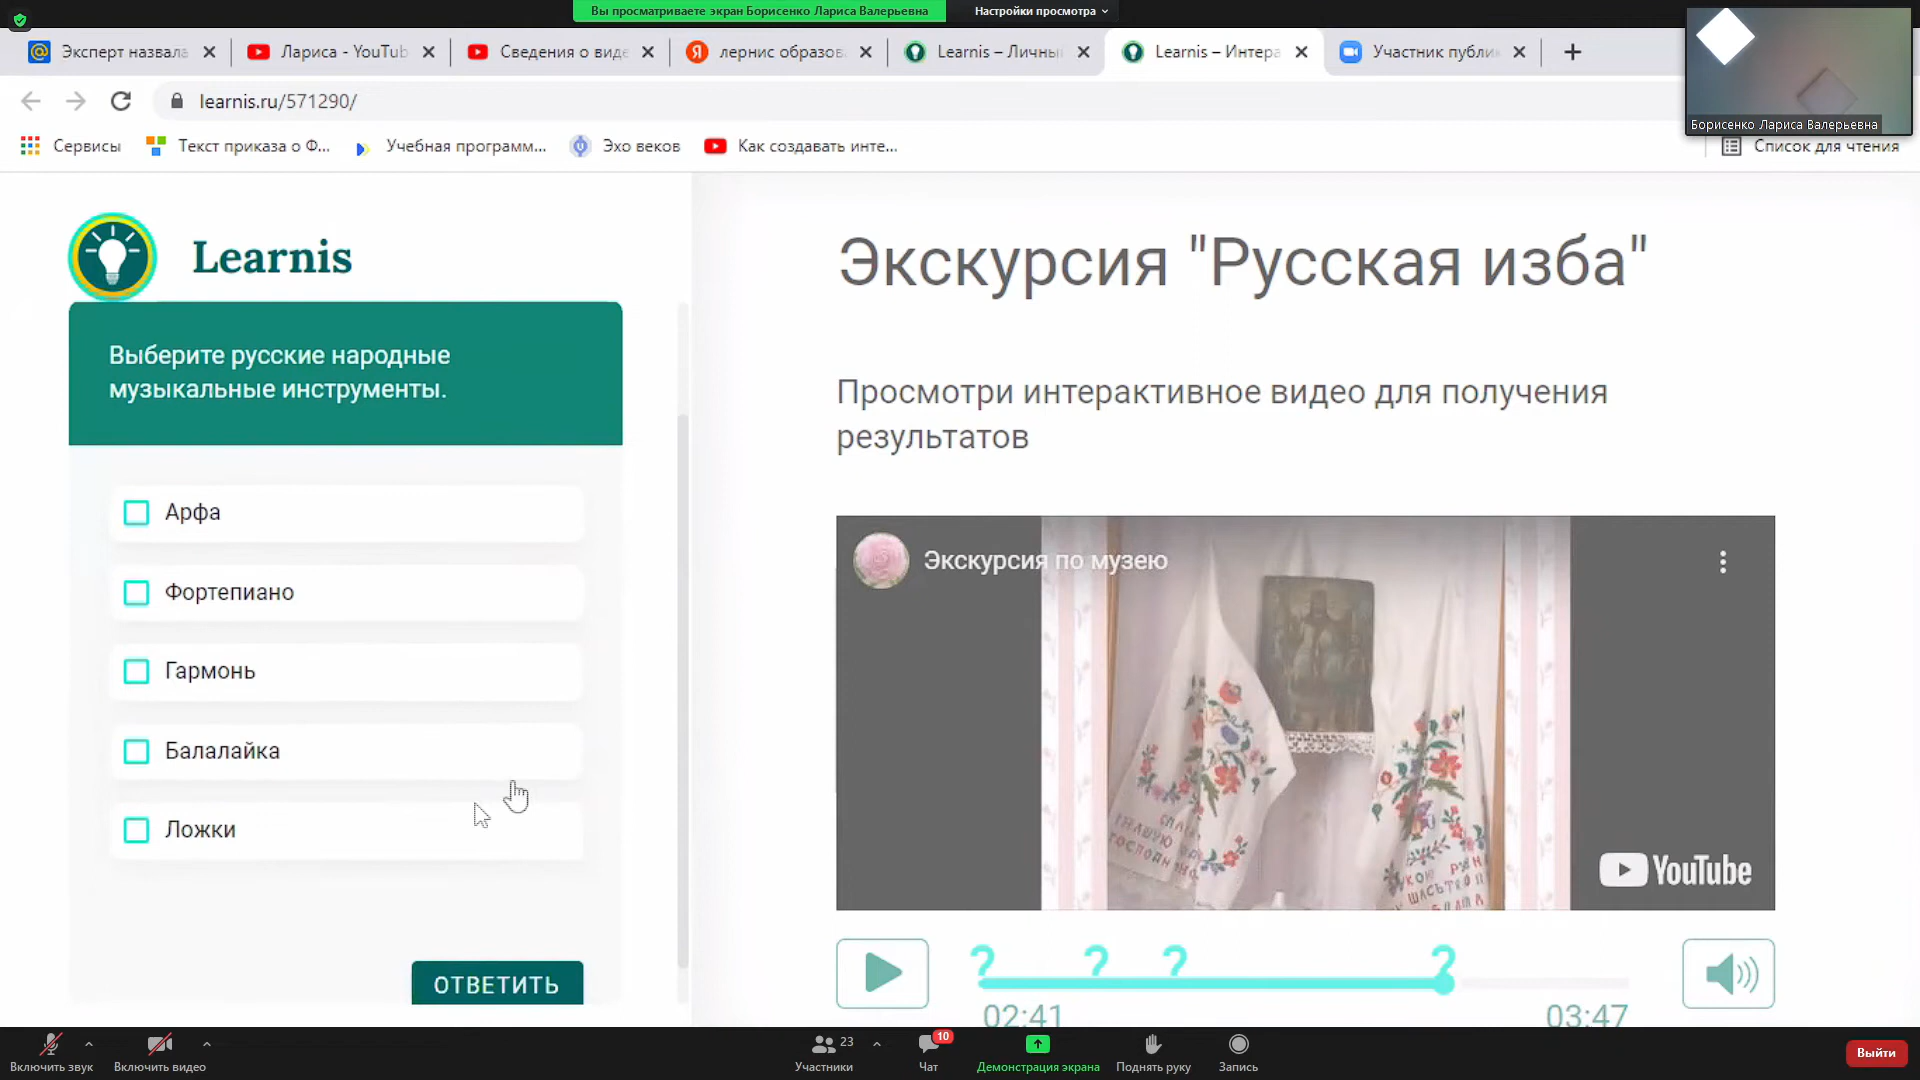 Вы просматриваете экран Борисенко Лариса Валерьевна
Настройки просмотра
Эксперт назвала
Лариса - YouTub
Сведения о виде
лернис образова
Learnis – Личны
Learnis – Интера
Участник публи
learnis.ru/571290/
Борисенко Лариса Валерьевна
Сервисы
Текст приказа о Ф...
Учебная программ...
Эхо веков
Как создавать инте...
Список для чтения
Learnis
Выберите русские народные
музыкальные инструменты.
Арфа
Фортепиано
Гармонь
Балалайка
Ложки
ОТВЕТИТЬ
Экскурсия "Русская изба"
Просмотри интерактивное видео для получения
результатов
Экскурсия по музею
YouTube
? ? ? ?
02:41
03:47
Включить звук
Включить видео
23
Участники
10
Чат
Демонстрация экрана
Поднять руку
Запись
Выйти